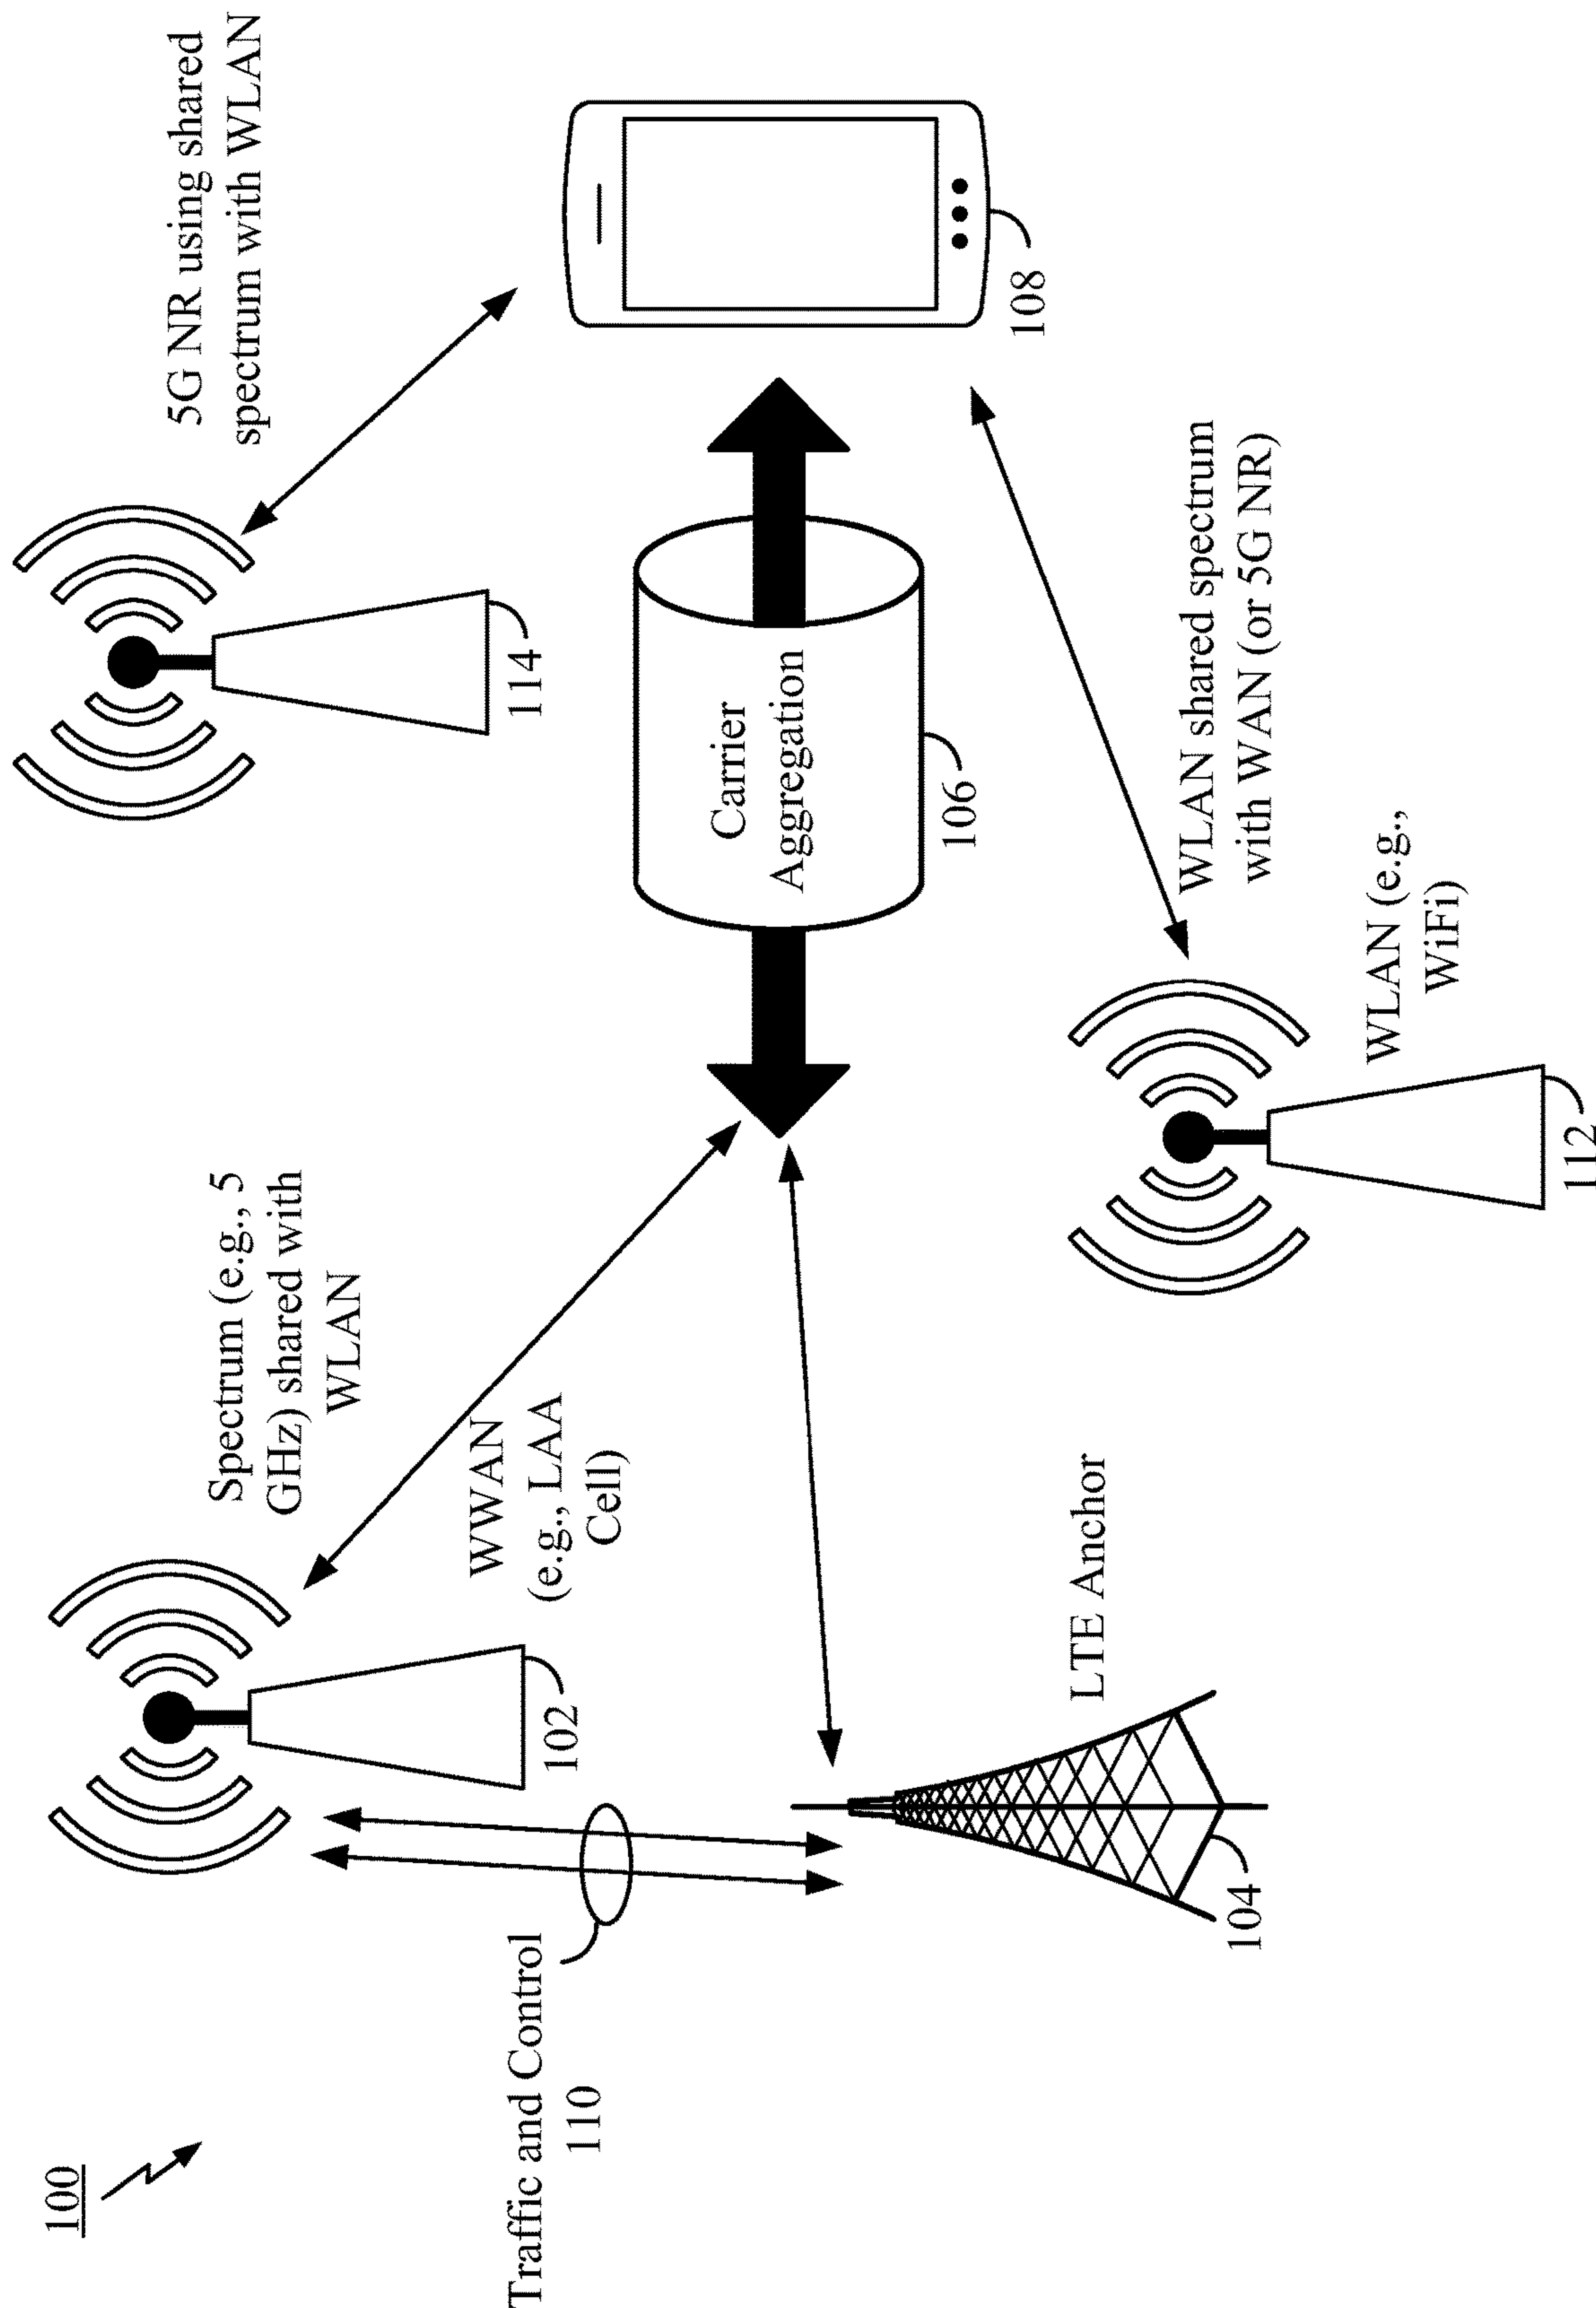 100
Traffic and Control
110
102
Spectrum (e.g., 5
GHz) shared with
WLAN
WWAN
(e.g., LAA
Cell)
LTE Anchor
104
114
5G NR using shared
spectrum with WLAN
Carrier
Aggregation
106
108
WLAN shared spectrum
with WAN (or 5G NR)
WLAN (e.g.,
WiFi)
112